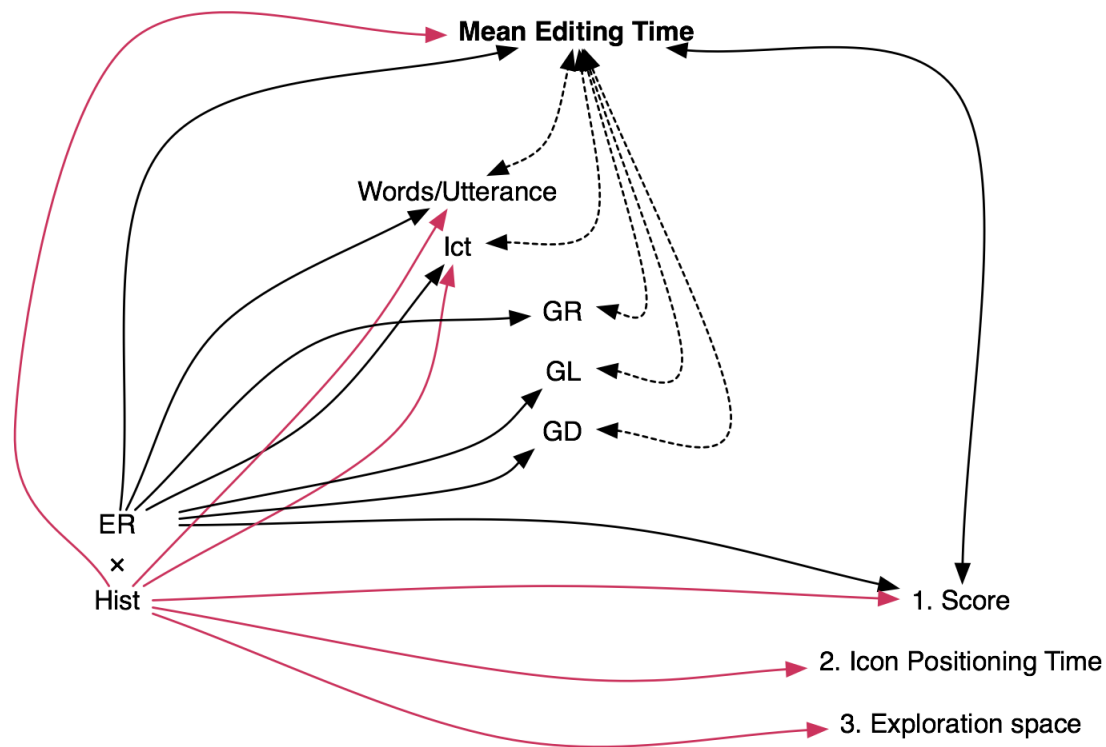 Mean Editing Time
Words/Utterance
Ict
GR
GL
GD
ER
×
Hist
1. Score
2. Icon Positioning Time
3. Exploration space